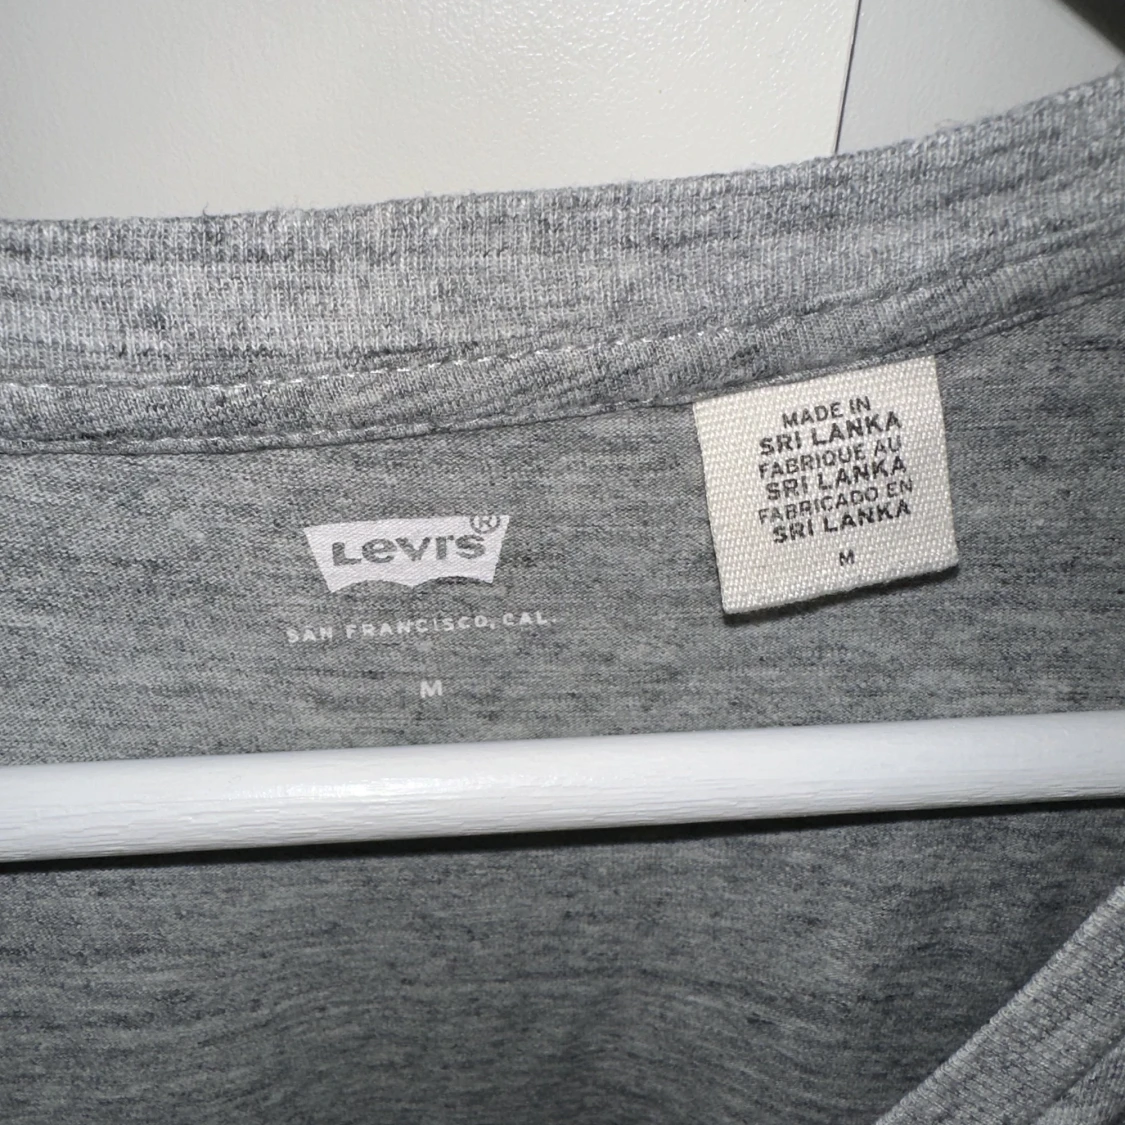 Levi's®
SAN FRANCISCO, CAL.
M
MADE IN
SRI LANKA
FABRIQUE AU
SRI LANKA
FABRICADO EN
SRI LANKA
M